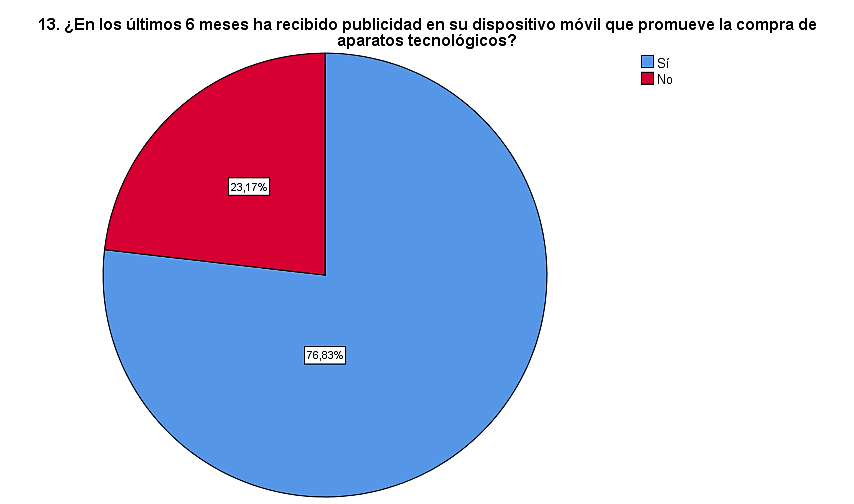 13. ¿En los últimos 6 meses ha recibido publicidad en su dispositivo móvil que promueve la compra de
aparatos tecnológicos?
Sí
No
23,17%
76,83%